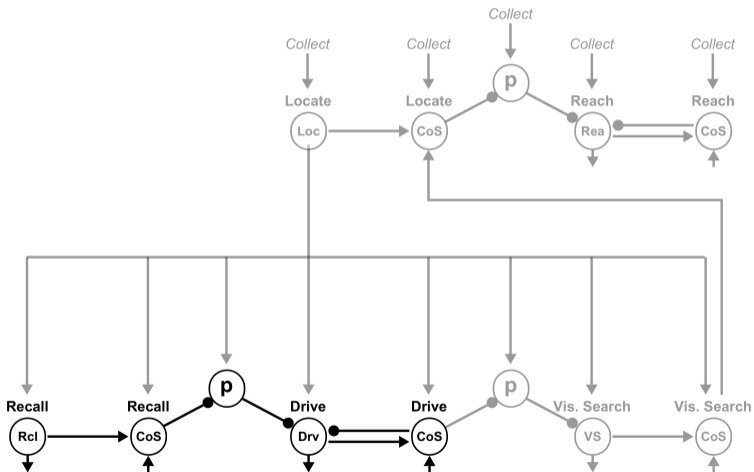 Collect
Collect Collect Collect Collect
p
Locate Locate Reach Reach
Loc CoS Rea CoS
p p
Recall Recall Drive Drive Vis. Search Vis. Search
Rcl CoS Drv CoS VS CoS